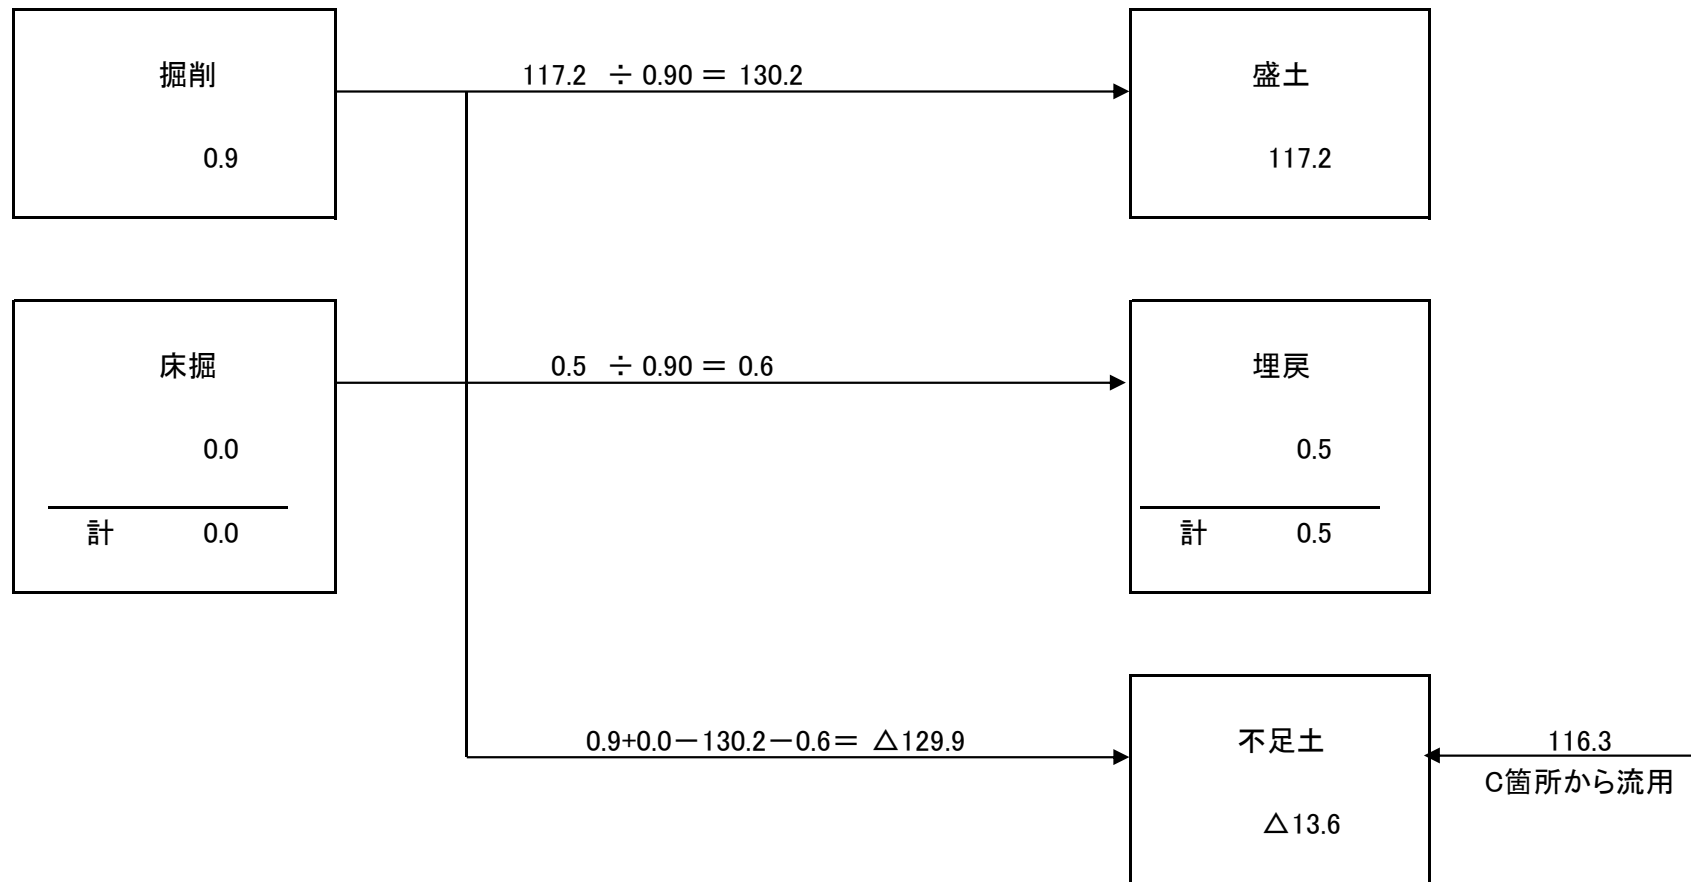 掘削
117.2 ÷ 0.90 = 130.2
盛土
0.9
117.2
床掘
0.5 ÷ 0.90 = 0.6
埋戻
0.0
0.5
計 0.0
計 0.5
不足土
0.9+0.0-130.2-0.6= △129.9
116.3
C箇所から流用
△13.6